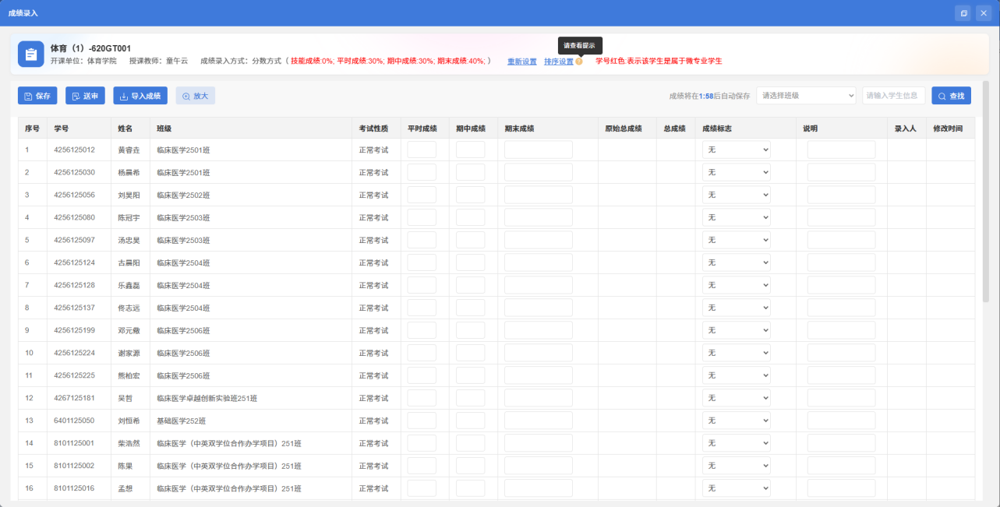 成绩录入
体育（1）-620GT001
请查看提示
开课单位：体育学院 授课教师：童午云 成绩录入方式：分数方式（ 技能成绩:0%; 平时成绩:30%; 期中成绩:30%; 期末成绩:40%; ） 重新设置 排序设置 学号红色:表示该学生是属于微专业学生
保存 送审 导入成绩 放大 成绩将在1:58后自动保存 请选择班级 请输入学生信息 查找
序号 学号 姓名 班级 考试性质 平时成绩 期中成绩 期末成绩 原始总成绩 总成绩 成绩标志 说明 录入人 修改时间
1 4256125012 黄睿垚 临床医学2501班 正常考试 无
2 4256125030 杨晨希 临床医学2501班 正常考试 无
3 4256125056 刘昊阳 临床医学2502班 正常考试 无
4 4256125080 陈冠宇 临床医学2503班 正常考试 无
5 4256125097 汤忠昊 临床医学2503班 正常考试 无
6 4256125124 古晨阳 临床医学2504班 正常考试 无
7 4256125128 乐鑫磊 临床医学2504班 正常考试 无
8 4256125137 佟志远 临床医学2504班 正常考试 无
9 4256125199 邓元 临床医学2506班 正常考试 无
10 4256125224 谢家源 临床医学2506班 正常考试 无
11 4256125225 熊柏宏 临床医学2506班 正常考试 无
12 4267125181 吴哲 临床医学卓越创新实验班251班 正常考试 无
13 6401125050 刘恒希 基础医学252班 正常考试 无
14 8101125001 柴浩然 临床医学（中英双学位合作办学项目）251班 正常考试 无
15 8101125002 陈果 临床医学（中英双学位合作办学项目）251班 正常考试 无
16 8101125016 孟想 临床医学（中英双学位合作办学项目）251班 正常考试 无